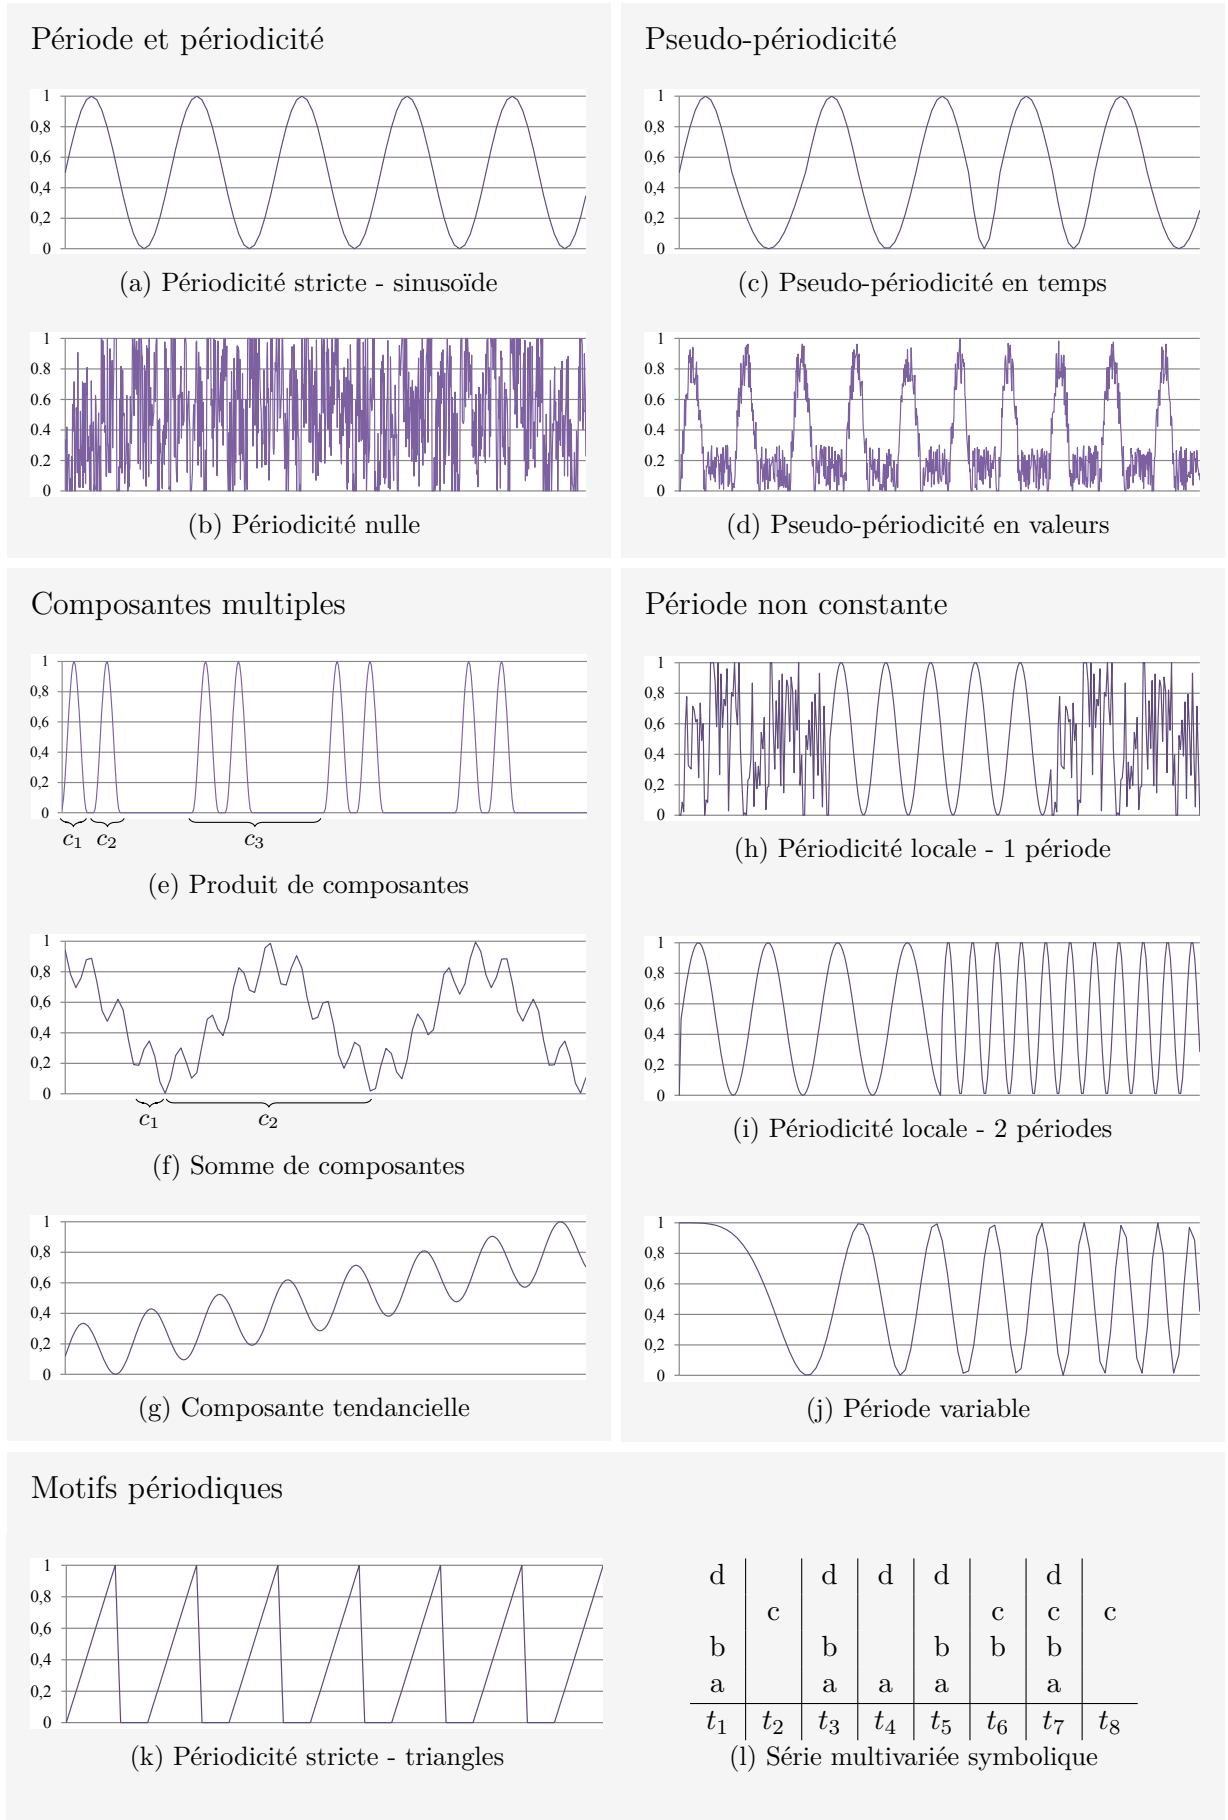 Période et périodicité
1
0,8
0,6
0,4
0,2
0
(a) Périodicité stricte - sinusoïde
1
0.8
0.6
0.4
0.2
0
(b) Périodicité nulle
Pseudo-périodicité
1
0,8
0,6
0,4
0,2
0
(c) Pseudo-périodicité en temps
1
0.8
0.6
0.4
0.2
0
(d) Pseudo-périodicité en valeurs
Composantes multiples
1
0,8
0,6
0,4
0,2
0
c1 c2 c3
(e) Produit de composantes
1
0,8
0,6
0,4
0,2
0
c1 c2
(f) Somme de composantes
1
0,8
0,6
0,4
0,2
0
(g) Composante tendancielle
Période non constante
1
0,8
0,6
0,4
0,2
0
(h) Périodicité locale - 1 période
1
0,8
0,6
0,4
0,2
0
(i) Périodicité locale - 2 périodes
1
0,8
0,6
0,4
0,2
0
(j) Période variable
Motifs périodiques
1
0,8
0,6
0,4
0,2
0
(k) Périodicité stricte - triangles
d d d d d
c c c c
b b b b b
a a a a a
t1 t2 t3 t4 t5 t6 t7 t8
(l) Série multivariée symbolique